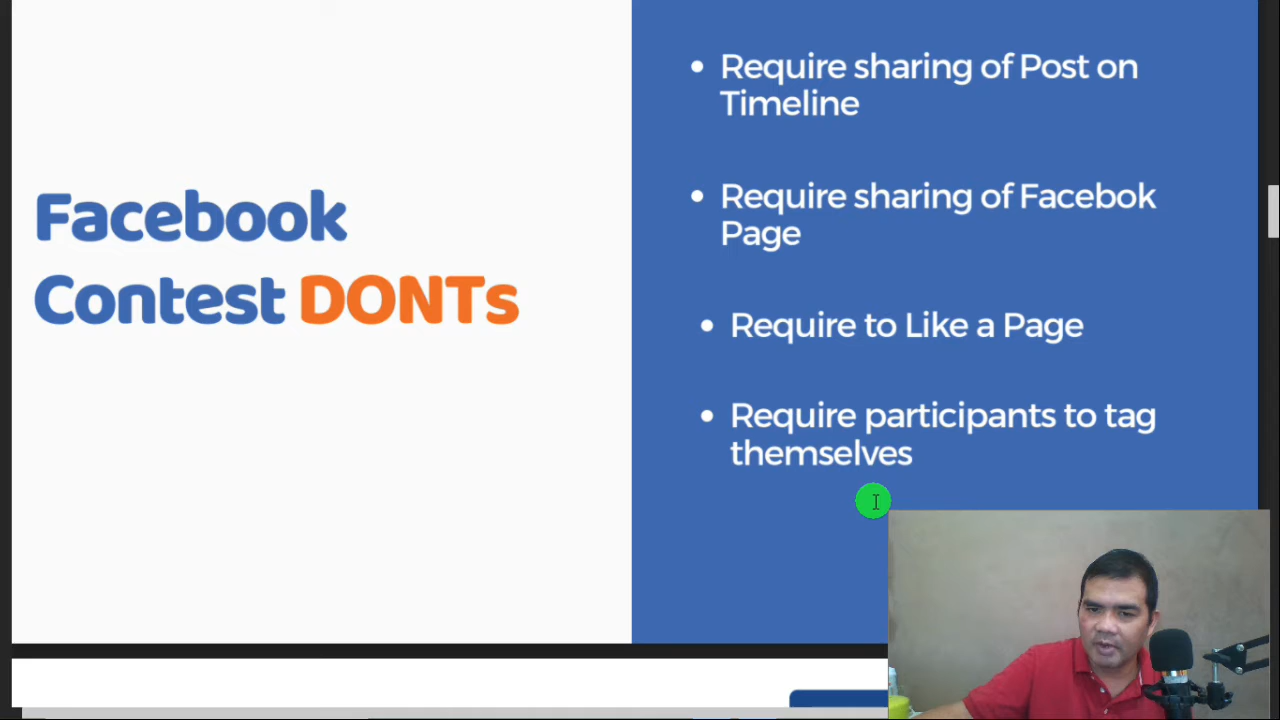 Facebook
Contest DONTs
• Require sharing of Post on
Timeline
• Require sharing of Facebok
Page
• Require to Like a Page
• Require participants to tag
themselves